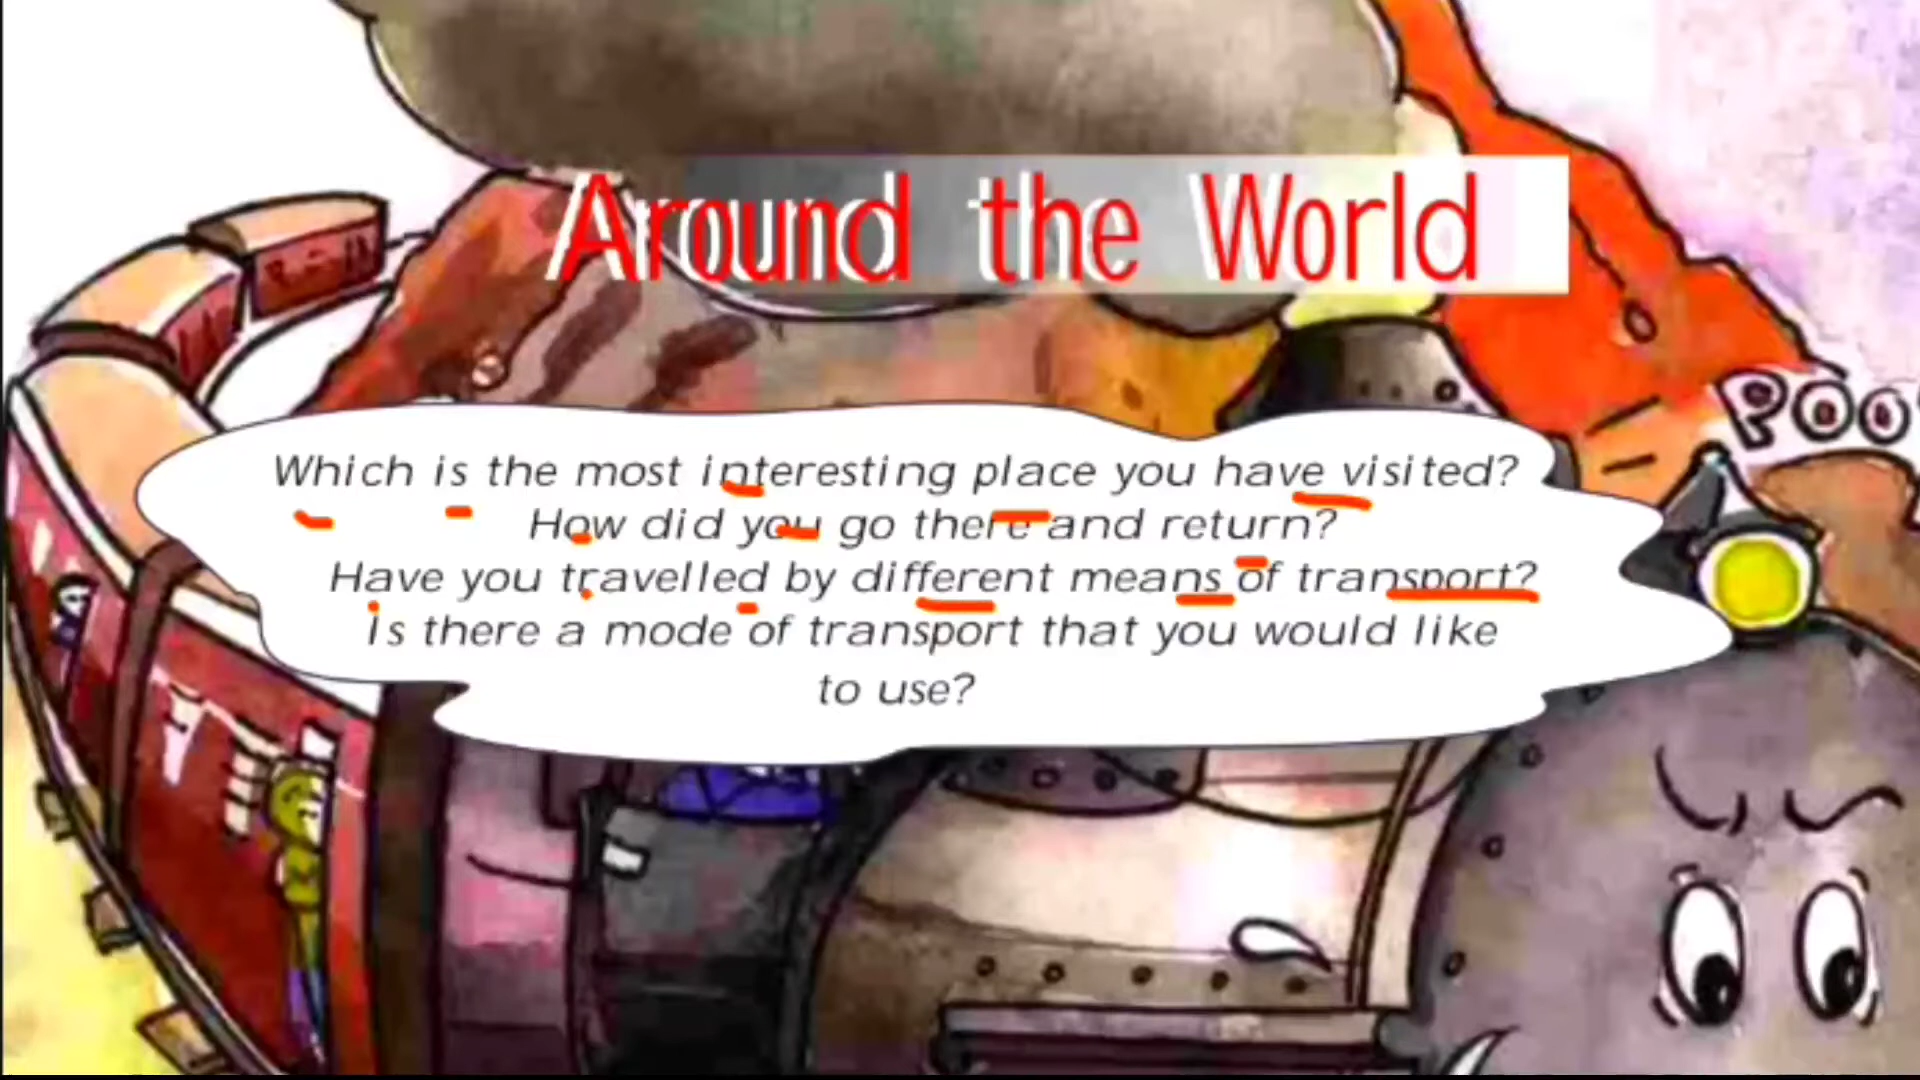 Around the World
POO
Which is the most interesting place you have visited?
How did you go there and return?
Have you travelled by different means of transport?
Is there a mode of transport that you would like
to use?